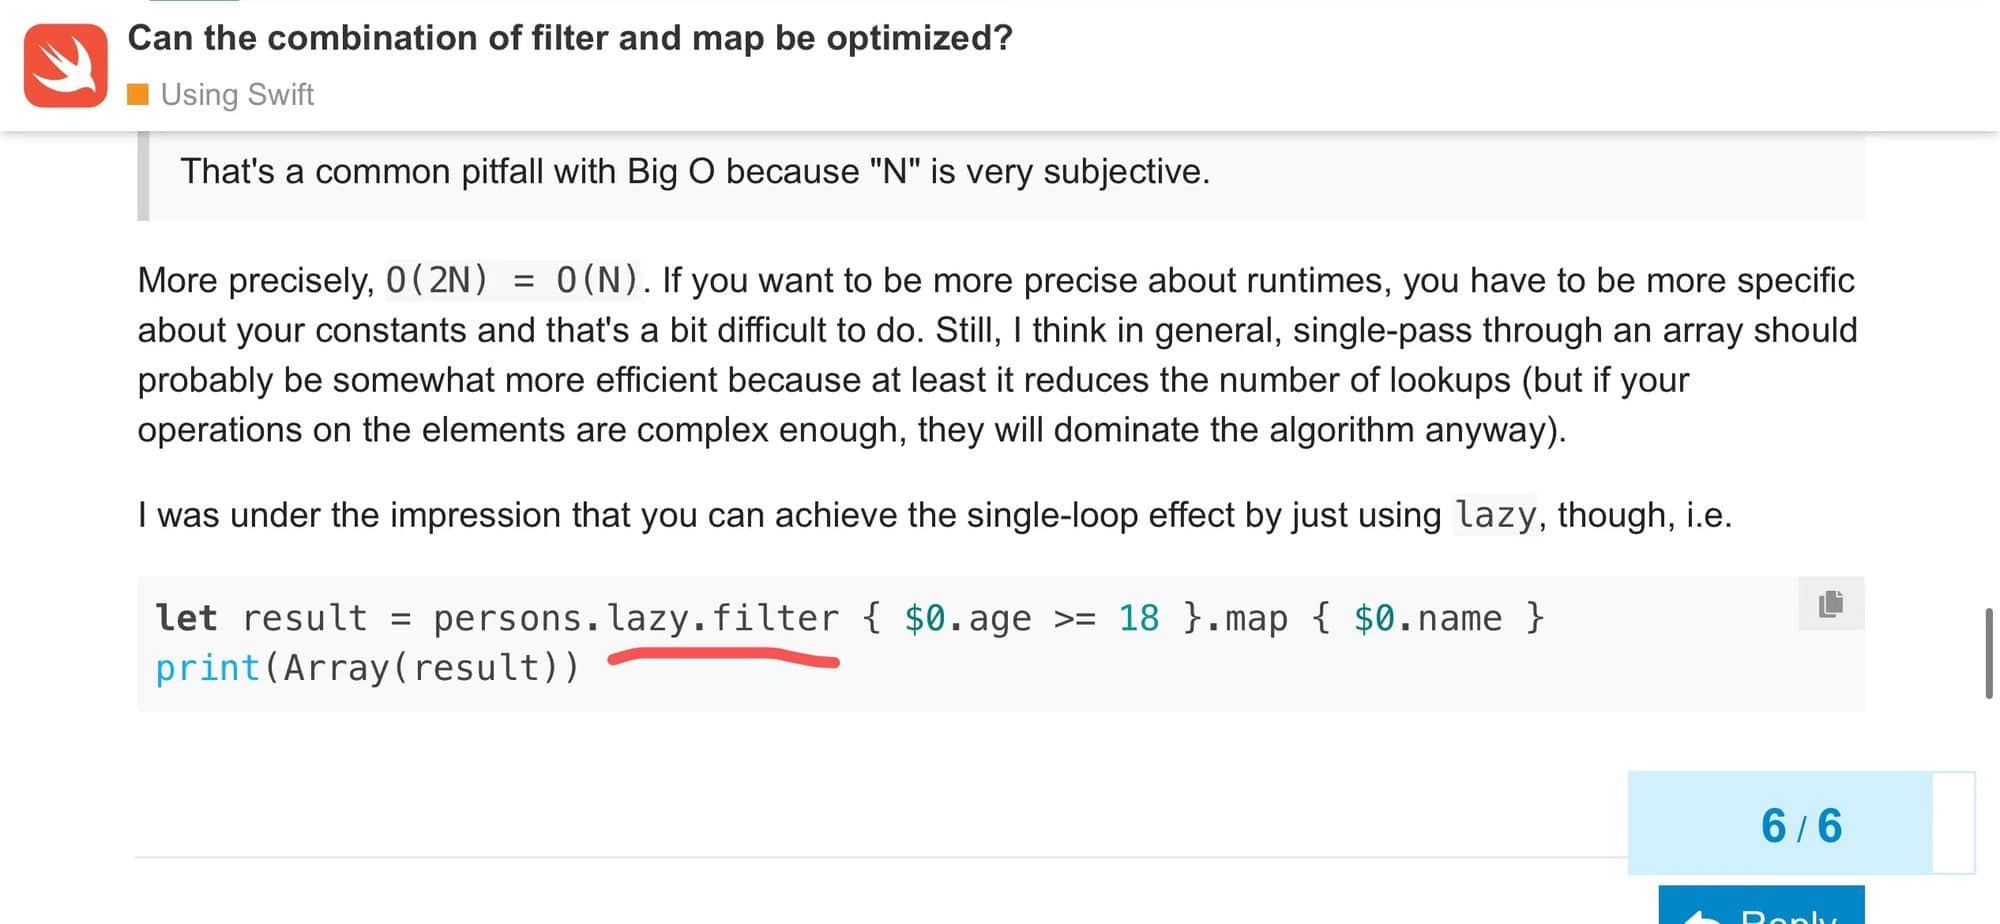 Can the combination of filter and map be optimized?
Using Swift
That's a common pitfall with Big O because "N" is very subjective.
More precisely, O(2N) = O(N). If you want to be more precise about runtimes, you have to be more specific
about your constants and that's a bit difficult to do. Still, I think in general, single-pass through an array should
probably be somewhat more efficient because at least it reduces the number of lookups (but if your
operations on the elements are complex enough, they will dominate the algorithm anyway).
I was under the impression that you can achieve the single-loop effect by just using lazy, though, i.e.
let result = persons.lazy.filter { $0.age >= 18 }.map { $0.name }
print(Array(result))
6 / 6
Reply